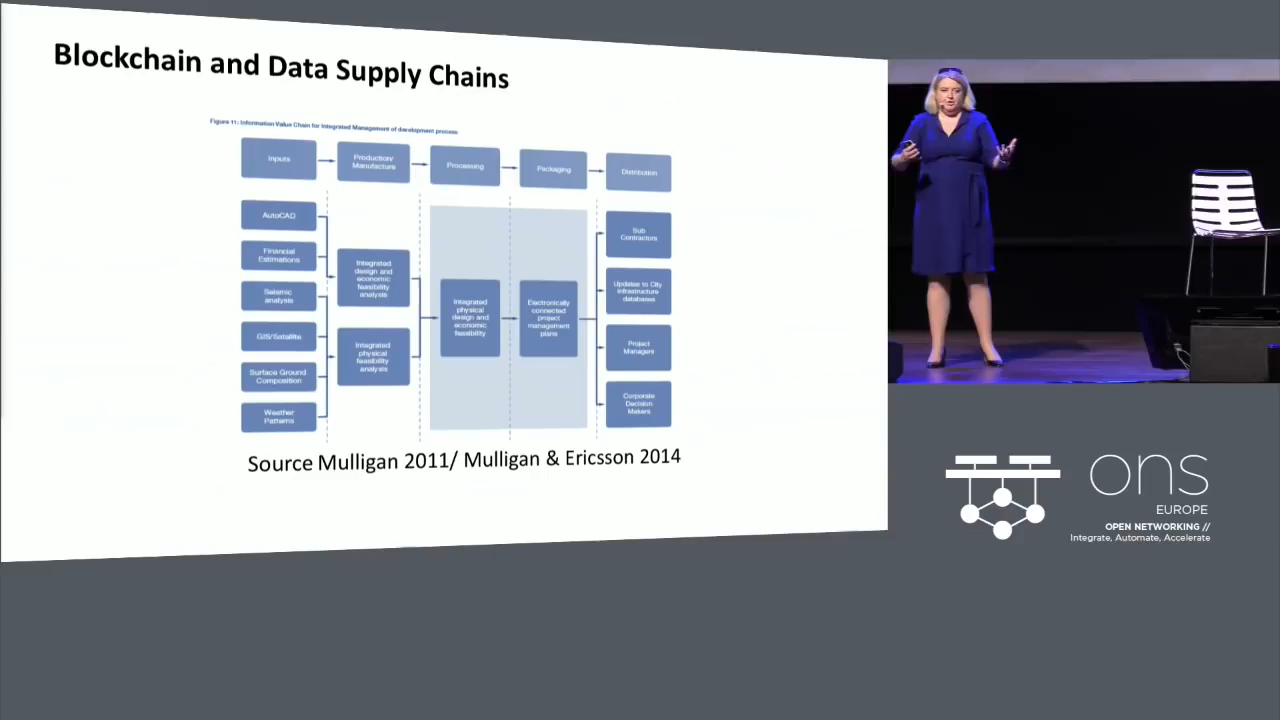 Blockchain and Data Supply Chains
Figure 11: Information Value Chain for Integrated Management of development process
Inputs
Production/
Manufacture
Processing
Packaging
Distribution
AutoCAD
Financial
Estimations
Seismic
analysis
GIS/Satellite
Surface Ground
Composition
Weather
Patterns
Integrated
design and
economic
feasibility
analysis
Integrated
physical
feasibility
analysis
Integrated
physical
design and
economic
feasibility
Electronically
connected
project
management
plans
Sub
Contractors
Updates to City
infrastructure
databases
Project
Managers
Corporate
Decision
Makers
Source Mulligan 2011/ Mulligan & Ericsson 2014
ons
EUROPE
OPEN NETWORKING //
Integrate, Automate, Accelerate